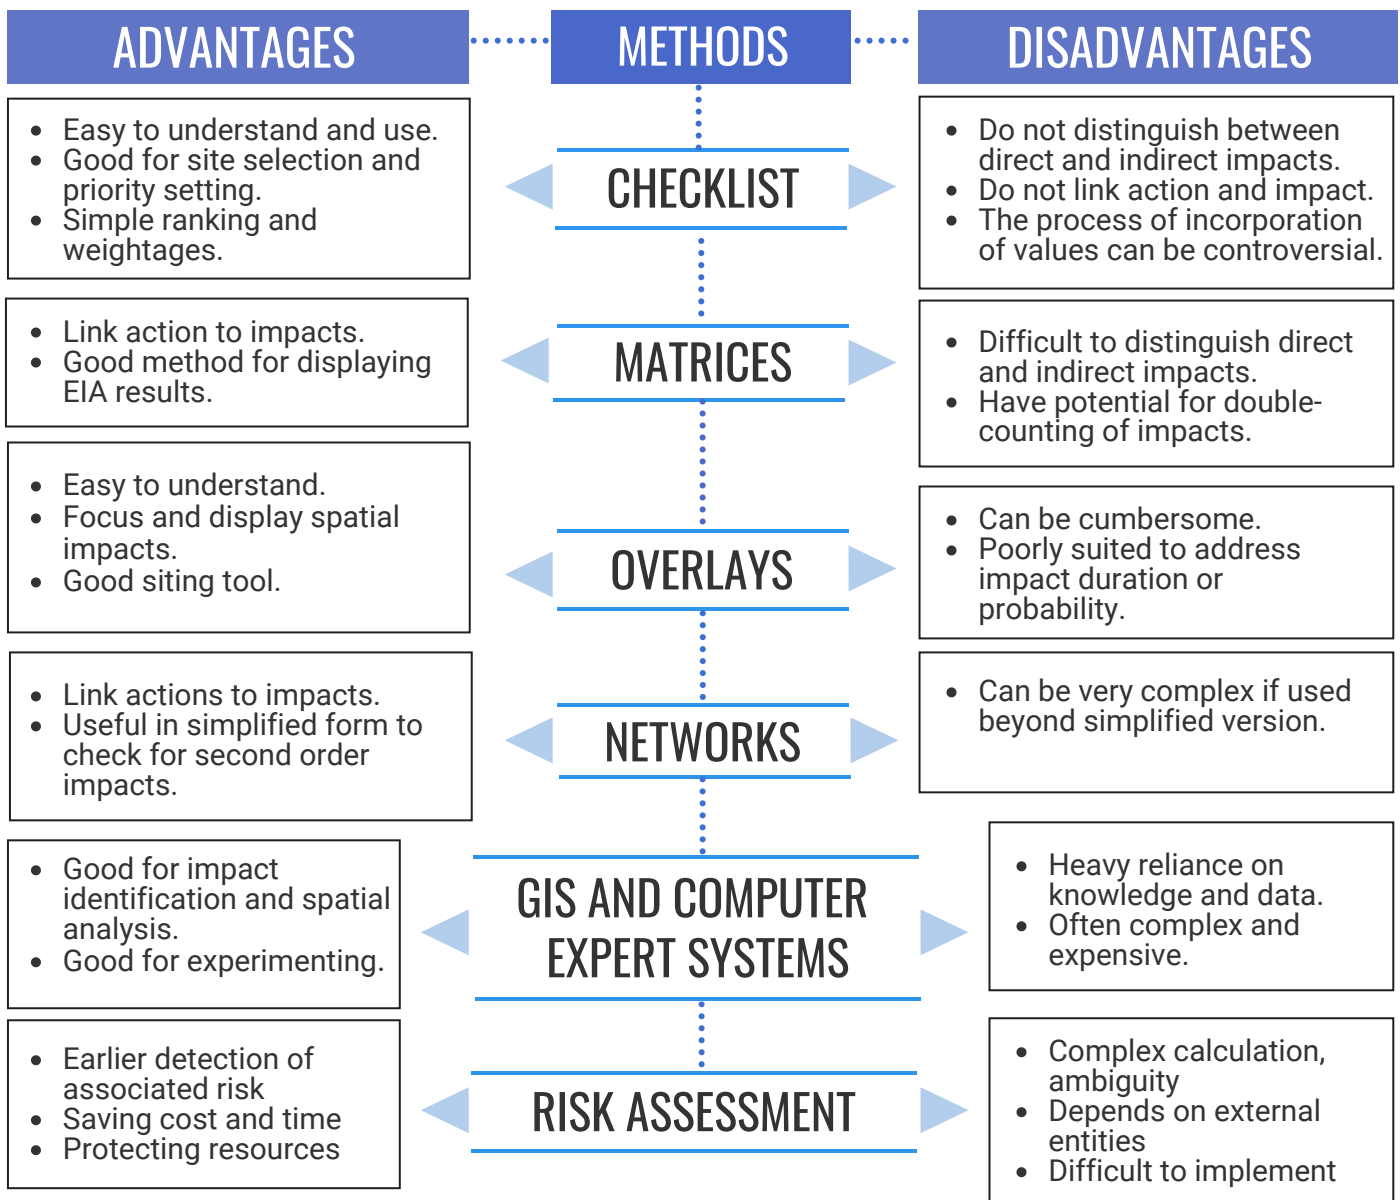 ADVANTAGES
METHODS
DISADVANTAGES
• Easy to understand and use.
• Good for site selection and
priority setting.
• Simple ranking and
weightages.
CHECKLIST
• Do not distinguish between
direct and indirect impacts.
• Do not link action and impact.
• The process of incorporation
of values can be controversial.
• Link action to impacts.
• Good method for displaying
EIA results.
MATRICES
• Difficult to distinguish direct
and indirect impacts.
• Have potential for double-
counting of impacts.
• Easy to understand.
• Focus and display spatial
impacts.
• Good siting tool.
OVERLAYS
• Can be cumbersome.
• Poorly suited to address
impact duration or
probability.
• Link actions to impacts.
• Useful in simplified form to
check for second order
impacts.
NETWORKS
• Can be very complex if used
beyond simplified version.
• Good for impact
identification and spatial
analysis.
• Good for experimenting.
GIS AND COMPUTER
EXPERT SYSTEMS
• Heavy reliance on
knowledge and data.
• Often complex and
expensive.
• Earlier detection of
associated risk
• Saving cost and time
• Protecting resources
RISK ASSESSMENT
• Complex calculation,
ambiguity
• Depends on external
entities
• Difficult to implement